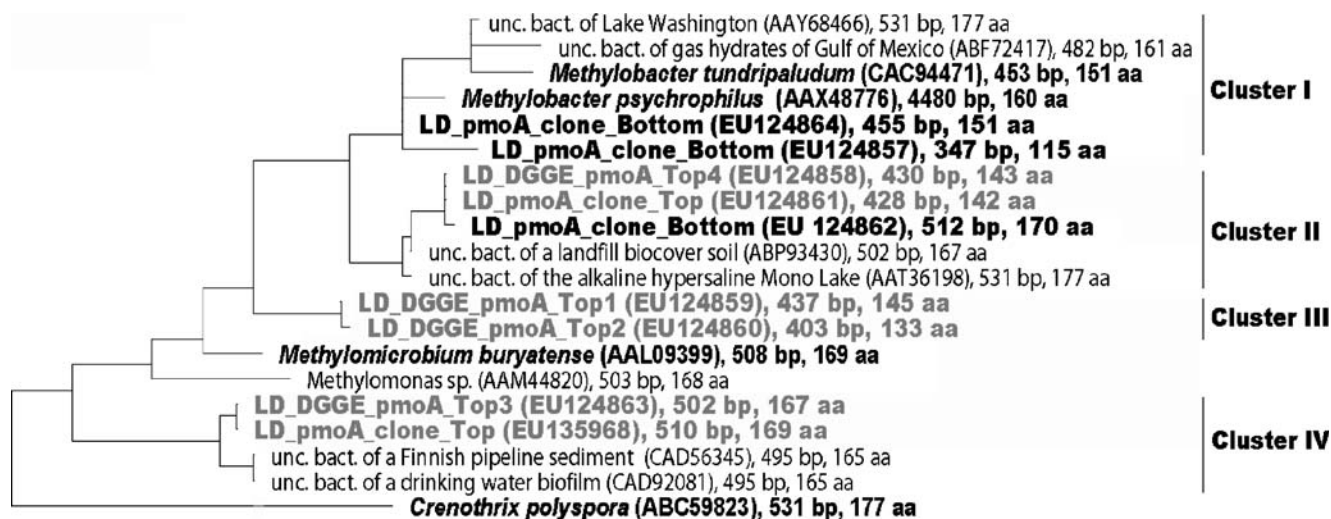 unc. bact. of Lake Washington (AAY68466), 531 bp, 177 aa
unc. bact. of gas hydrates of Gulf of Mexico (ABF72417), 482 bp, 161 aa
Methylobacter tundripaludum (CAC94471), 453 bp, 151 aa
Cluster I
Methylobacter psychrophilus (AAX48776), 4480 bp, 160 aa
LD_pmoA_clone_Bottom (EU124864), 455 bp, 151 aa
LD_pmoA_clone_Bottom (EU124857), 347 bp, 115 aa
LD_DGGE_pmoA_Top4 (EU124858), 430 bp, 143 aa
LD_pmoA_clone_Top (EU124861), 428 bp, 142 aa
LD_pmoA_clone_Bottom (EU 124862), 512 bp, 170 aa
Cluster II
unc. bact. of a landfill biocover soil (ABP93430), 502 bp, 167 aa
unc. bact. of the alkaline hypersaline Mono Lake (AAT36198), 531 bp, 177 aa
LD_DGGE_pmoA_Top1 (EU124859), 437 bp, 145 aa
Cluster III
LD_DGGE_pmoA_Top2 (EU124860), 403 bp, 133 aa
Methylomicrobium buryatense (AAL09399), 508 bp, 169 aa
Methylomonas sp. (AAM44820), 503 bp, 168 aa
LD_DGGE_pmoA_Top3 (EU124863), 502 bp, 167 aa
LD_pmoA_clone_Top (EU135968), 510 bp, 169 aa
Cluster IV
unc. bact. of a Finnish pipeline sediment (CAD56345), 495 bp, 165 aa
unc. bact. of a drinking water biofilm (CAD92081), 495 bp, 165 aa
Crenothrix polyspora (ABC59823), 531 bp, 177 aa